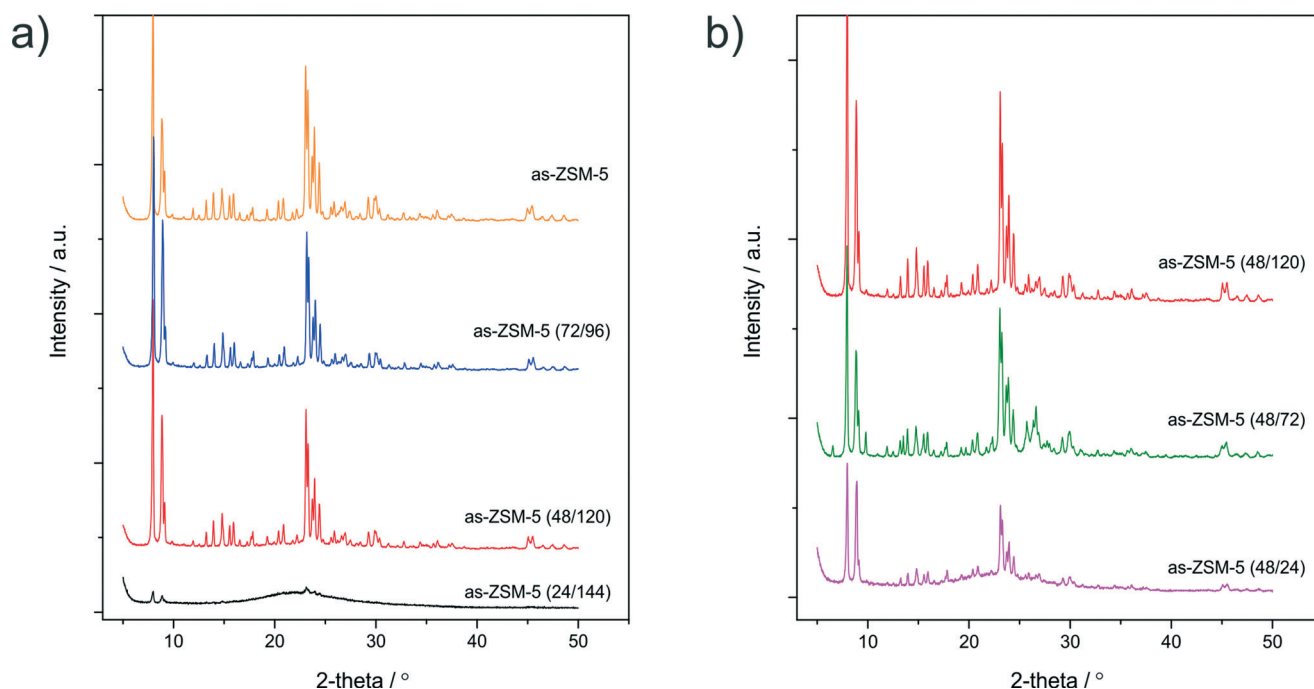 a)
Intensity / a.u.
as-ZSM-5
as-ZSM-5 (72/96)
as-ZSM-5 (48/120)
as-ZSM-5 (24/144)
10 20 30 40 50
2-theta / °
b)
Intensity / a.u.
as-ZSM-5 (48/120)
as-ZSM-5 (48/72)
as-ZSM-5 (48/24)
10 20 30 40 50
2-theta / °